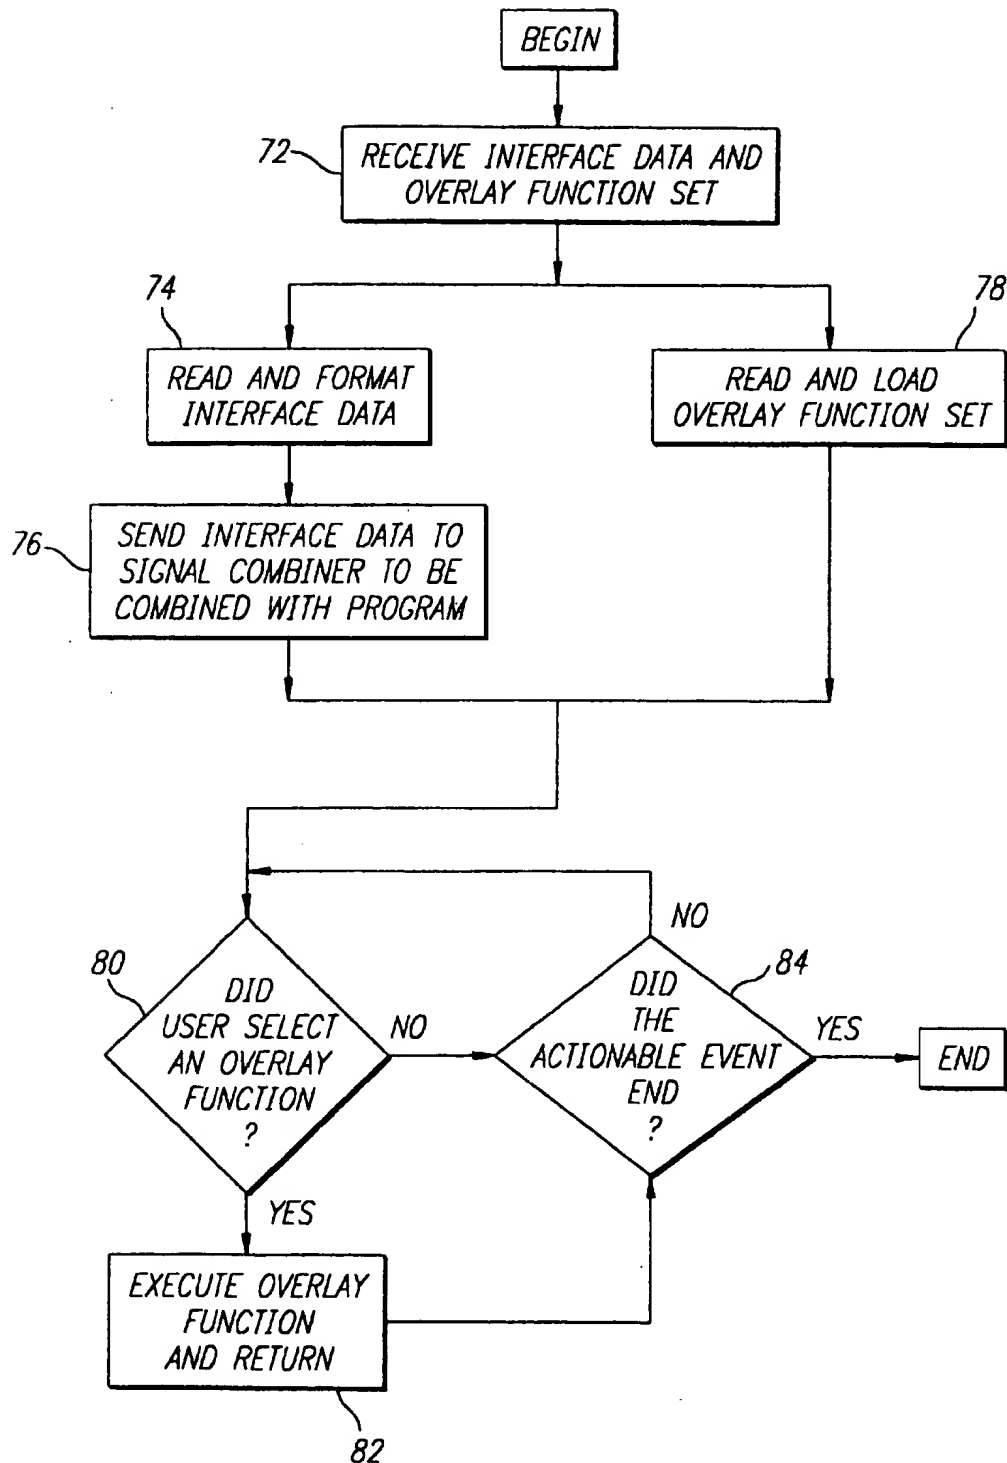 BEGIN
72
RECEIVE INTERFACE DATA AND
OVERLAY FUNCTION SET
74
READ AND FORMAT
INTERFACE DATA
78
READ AND LOAD
OVERLAY FUNCTION SET
76
SEND INTERFACE DATA TO
SIGNAL COMBINER TO BE
COMBINED WITH PROGRAM
80
DID
USER SELECT
AN OVERLAY
FUNCTION
?
NO
YES
84
DID
THE
ACTIONABLE EVENT
END
?
NO
YES
END
EXECUTE OVERLAY
FUNCTION
AND RETURN
82